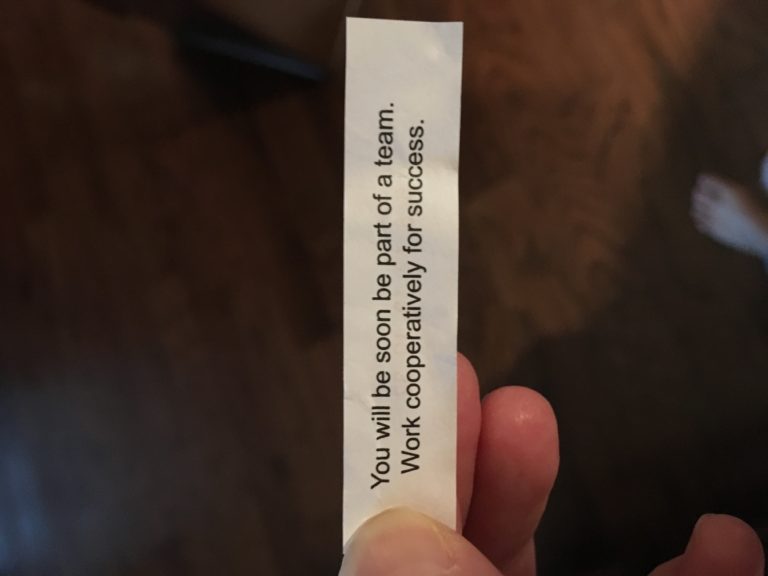 You will be soon be part of a team.
Work cooperatively for success.